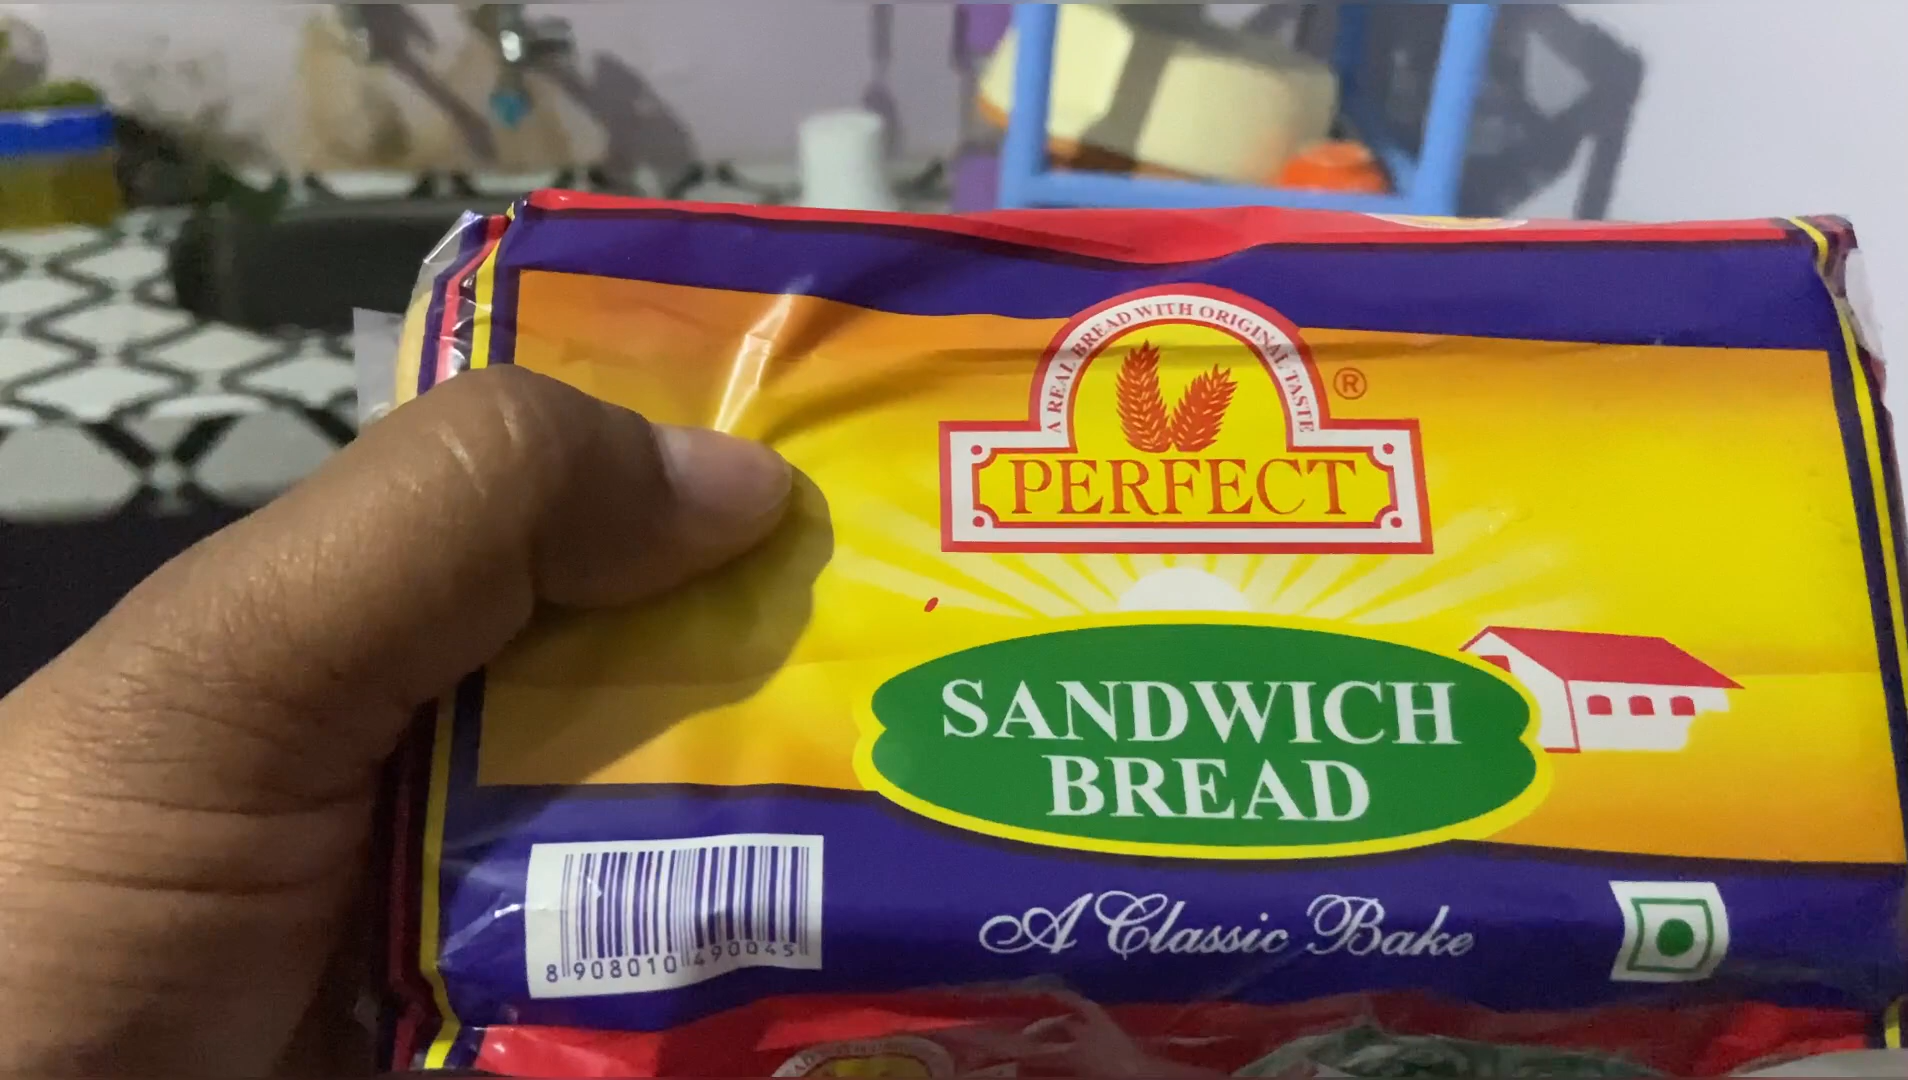 A REAL BREAD WITH ORIGINAL TASTE
®
PERFECT
SANDWICH
BREAD
A Classic Bake
8 908010 490045